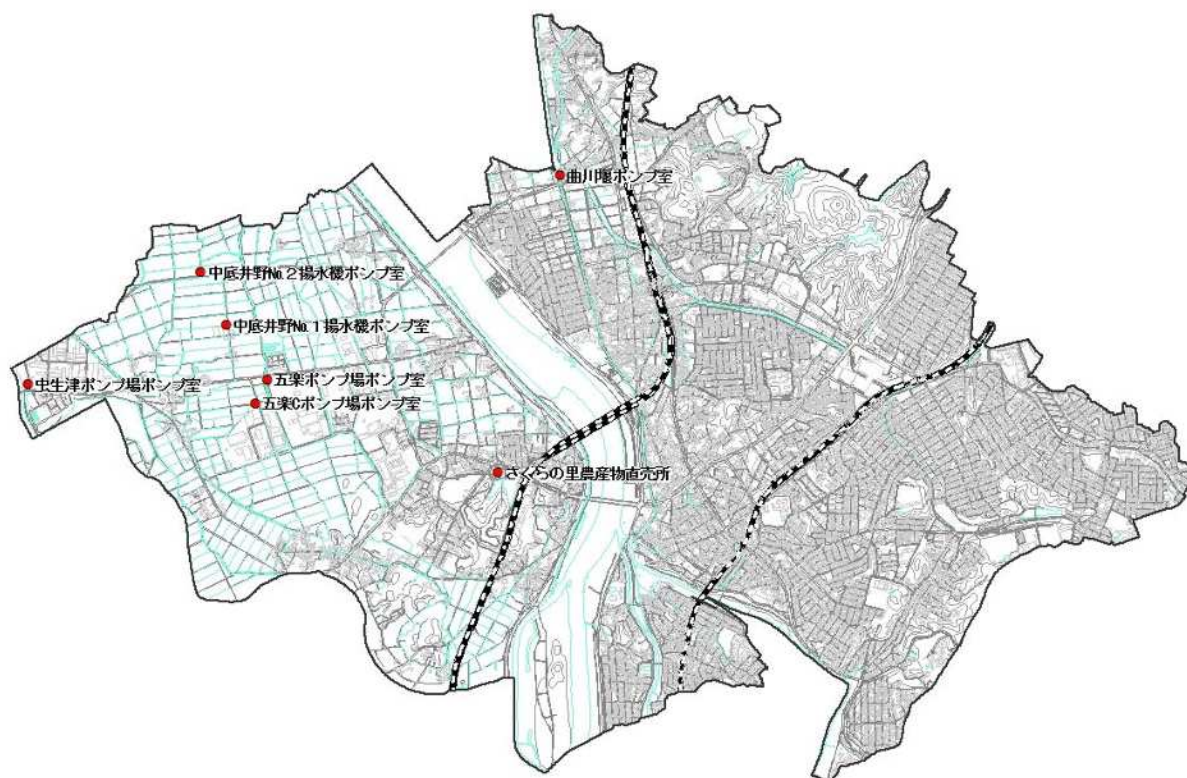 曲川堰ポンプ室
中底井野No.2揚水機ポンプ室
中底井野No.1揚水機ポンプ室
五楽ポンプ場ポンプ室
虫生津ポンプ場ポンプ室
五楽Cポンプ場ポンプ室
さくらの里農産物直売所